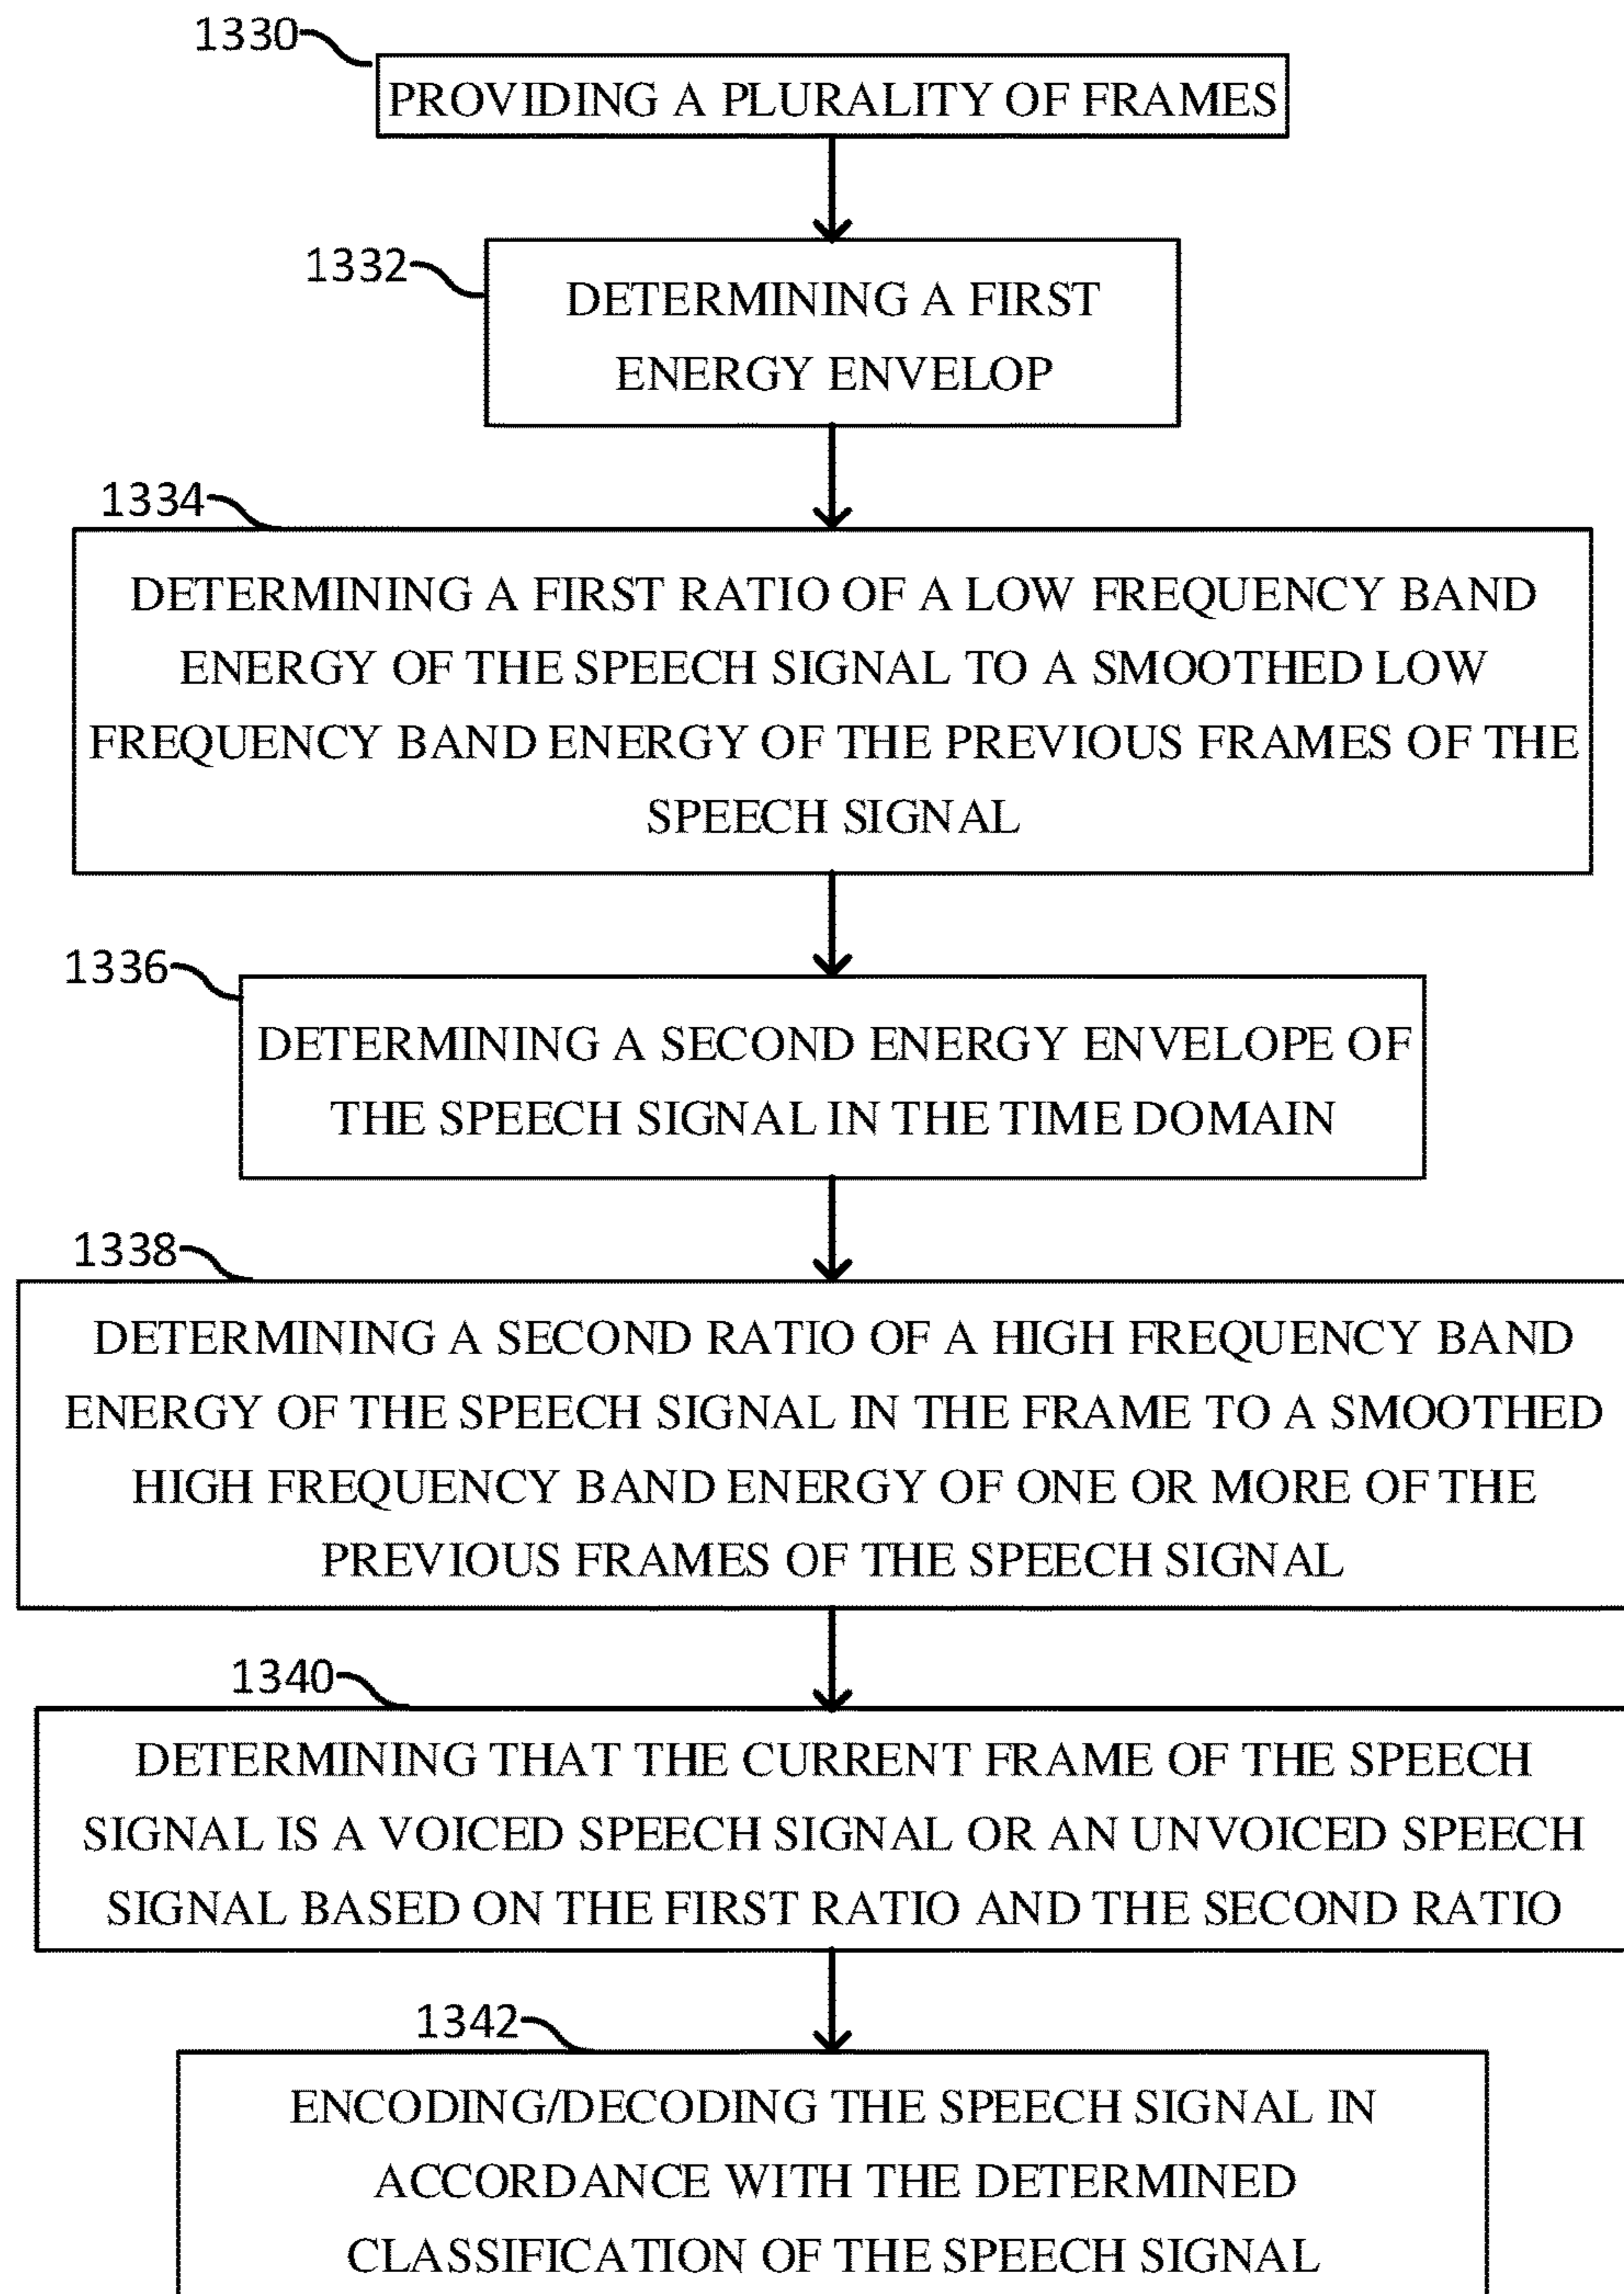 1330
PROVIDING A PLURALITY OF FRAMES
1332
DETERMINING A FIRST
ENERGY ENVELOP
1334
DETERMINING A FIRST RATIO OF A LOW FREQUENCY BAND
ENERGY OF THE SPEECH SIGNAL TO A SMOOTHED LOW
FREQUENCY BAND ENERGY OF THE PREVIOUS FRAMES OF THE
SPEECH SIGNAL
1336
DETERMINING A SECOND ENERGY ENVELOPE OF
THE SPEECH SIGNAL IN THE TIME DOMAIN
1338
DETERMINING A SECOND RATIO OF A HIGH FREQUENCY BAND
ENERGY OF THE SPEECH SIGNAL IN THE FRAME TO A SMOOTHED
HIGH FREQUENCY BAND ENERGY OF ONE OR MORE OF THE
PREVIOUS FRAMES OF THE SPEECH SIGNAL
1340
DETERMINING THAT THE CURRENT FRAME OF THE SPEECH
SIGNAL IS A VOICED SPEECH SIGNAL OR AN UNVOICED SPEECH
SIGNAL BASED ON THE FIRST RATIO AND THE SECOND RATIO
1342
ENCODING/DECODING THE SPEECH SIGNAL IN
ACCORDANCE WITH THE DETERMINED
CLASSIFICATION OF THE SPEECH SIGNAL